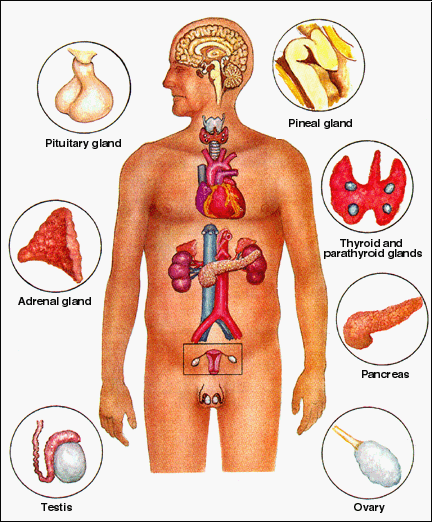 Pituitary gland
Pineal gland
Thyroid and
parathyroid glands
Adrenal gland
Pancreas
Testis
Ovary